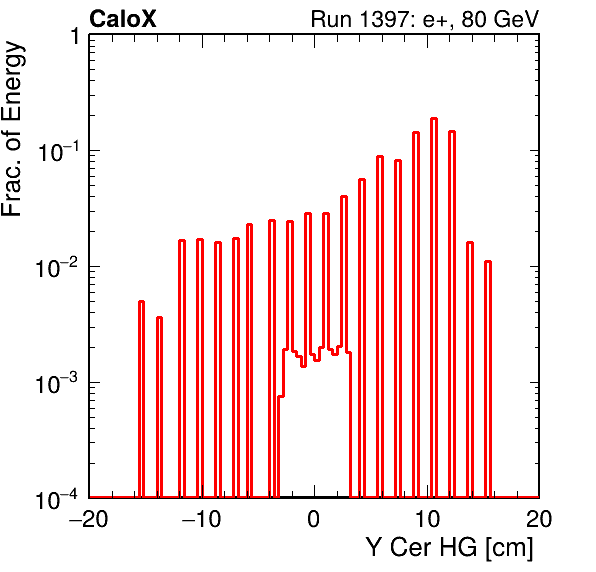 CaloX Run 1397: e+, 80 GeV
Frac. of Energy
1
10⁻¹
10⁻²
10⁻³
10⁻⁴
−20 −10 0 10 20
Y Cer HG [cm]